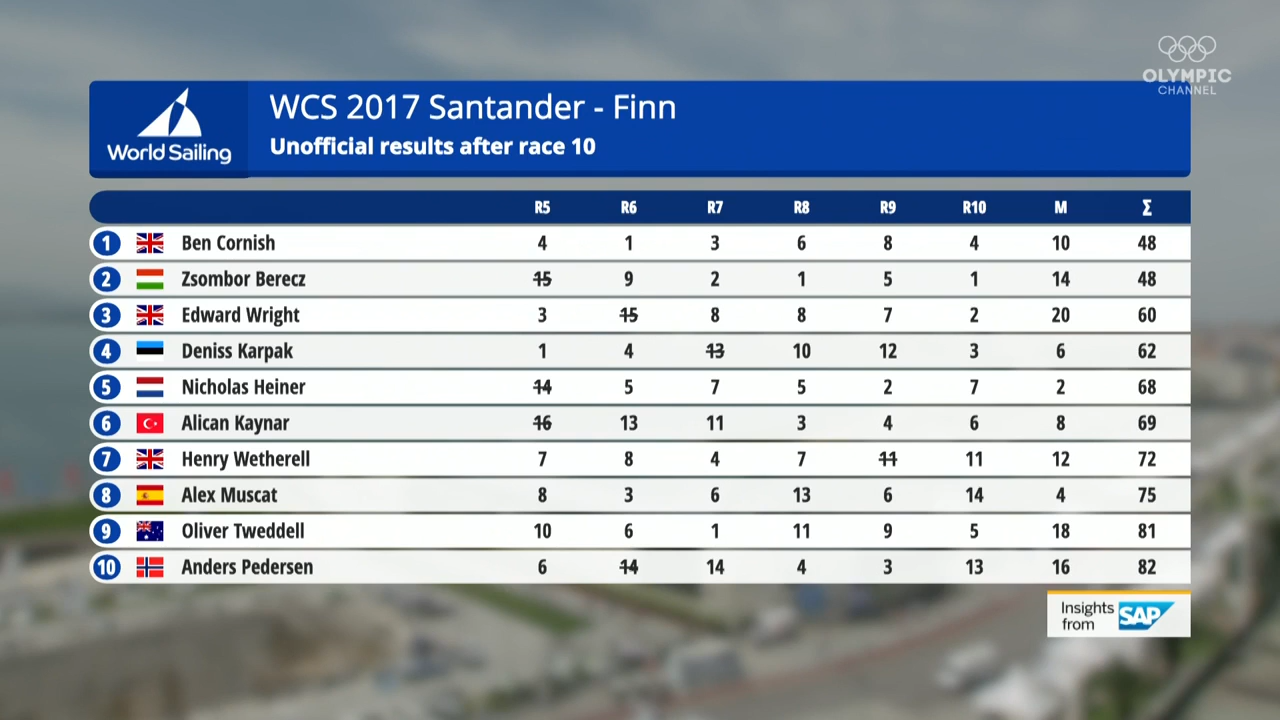 OLYMPIC
CHANNEL
WCS 2017 Santander - Finn
World Sailing
Unofficial results after race 10
R5 R6 R7 R8 R9 R10 M Σ
1 Ben Cornish 4 1 3 6 8 4 10 48
2 Zsombor Berecz 15 9 2 1 5 1 14 48
3 Edward Wright 3 15 8 8 7 2 20 60
4 Deniss Karpak 1 4 13 10 12 3 6 62
5 Nicholas Heiner 14 5 7 5 2 7 2 68
6 Alican Kaynar 16 13 11 3 4 6 8 69
7 Henry Wetherell 7 8 4 7 11 11 12 72
8 Alex Muscat 8 3 6 13 6 14 4 75
9 Oliver Tweddell 10 6 1 11 9 5 18 81
10 Anders Pedersen 6 14 14 4 3 13 16 82
Insights
from SAP